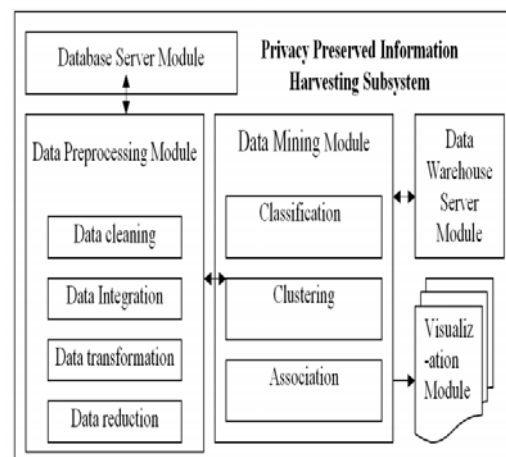 Database Server Module
Privacy Preserved Information
Harvesting Subsystem
Data Preprocessing Module
Data cleaning
Data Integration
Data transformation
Data reduction
Data Mining Module
Classification
Clustering
Association
Data
Warehouse
Server
Module
Visualiz
-ation
Module